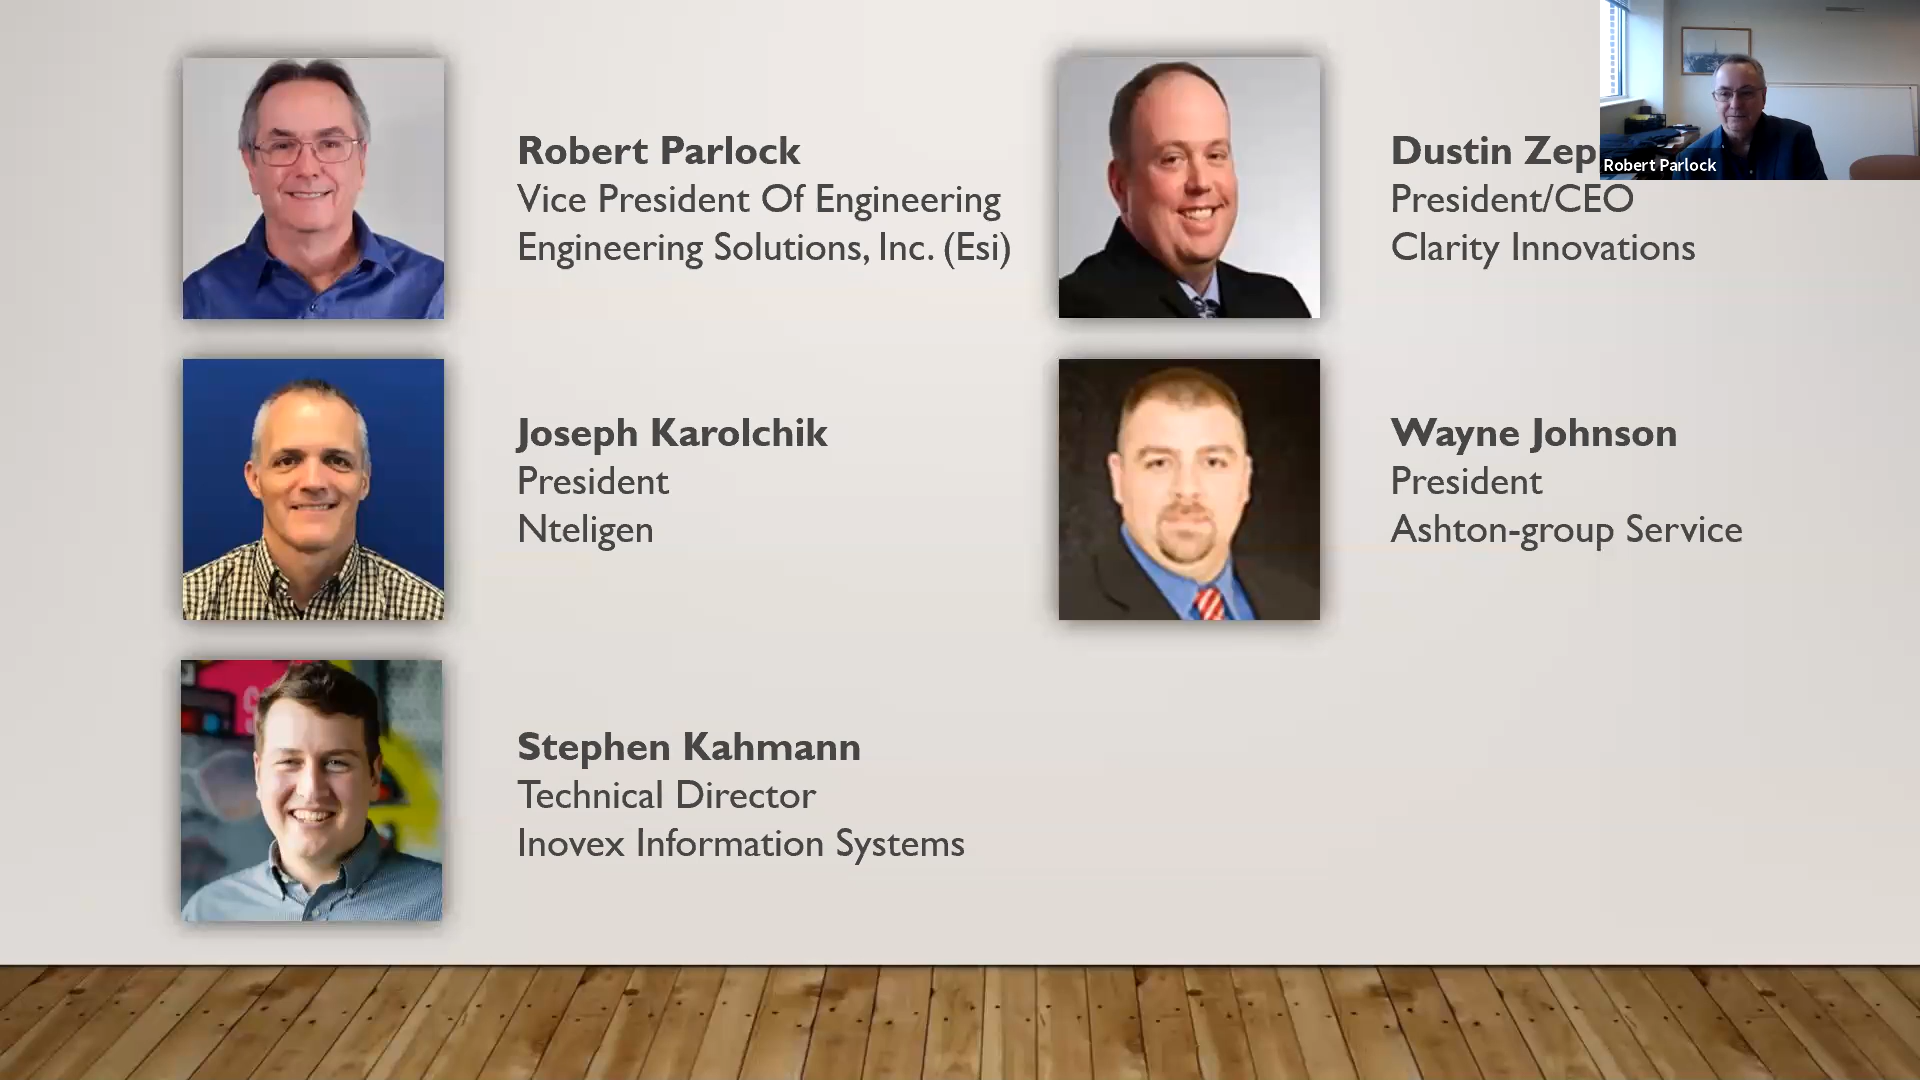 Robert Parlock
Vice President Of Engineering
Engineering Solutions, Inc. (Esi)
Dustin Zep
President/CEO
Clarity Innovations
Robert Parlock
Joseph Karolchik
President
Nteligen
Wayne Johnson
President
Ashton-group Service
Stephen Kahmann
Technical Director
Inovex Information Systems